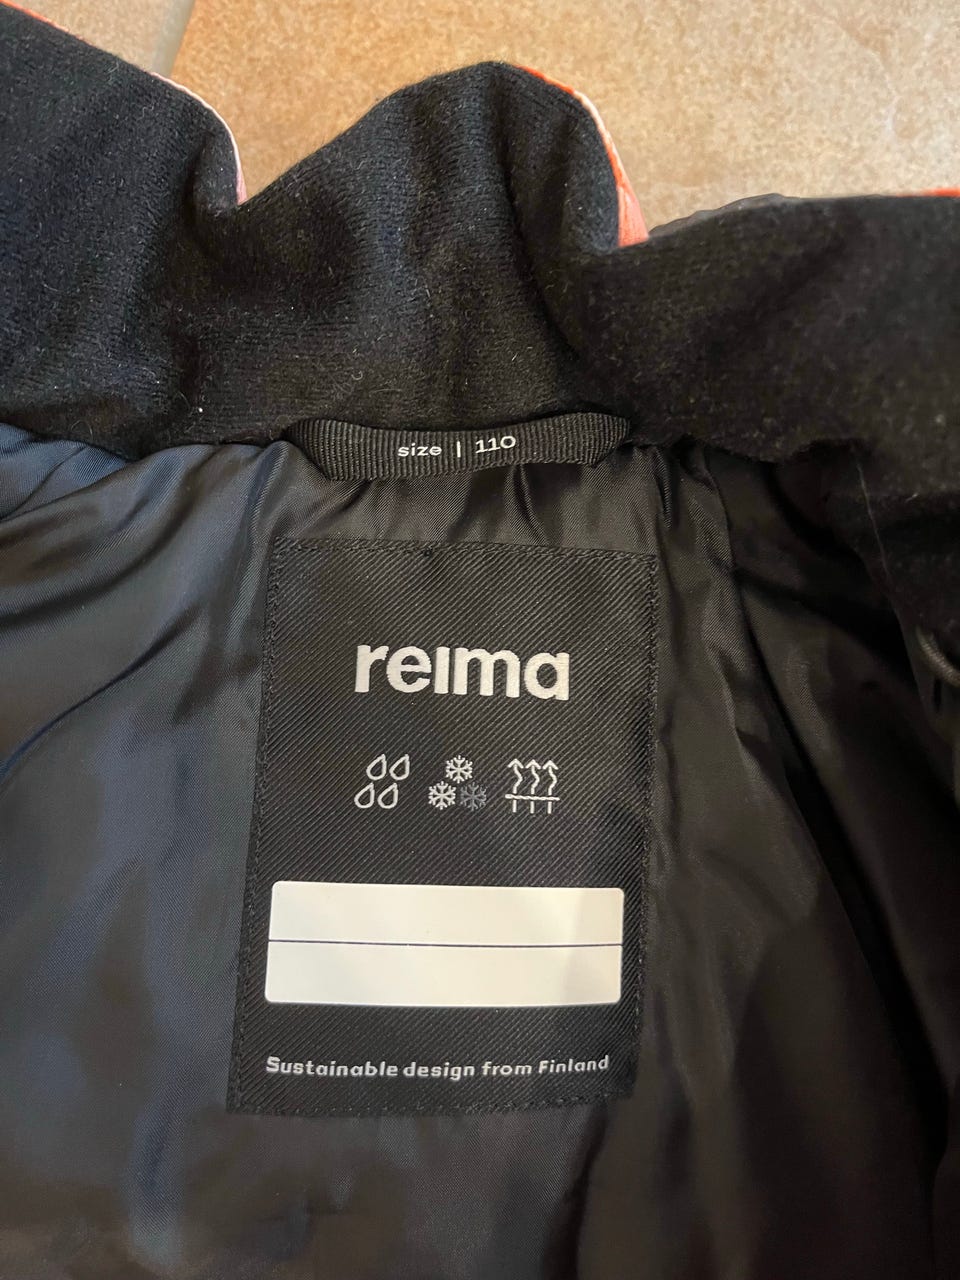 size | 110
reima
Sustainable design from Finland